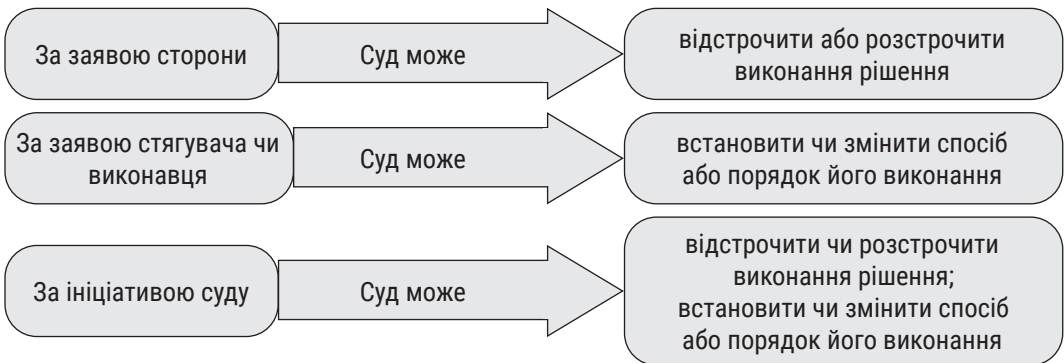 За заявою сторони
Суд може
відстрочити або розстрочити
виконання рішення
За заявою стягувача чи
виконавця
Суд може
встановити чи змінити спосіб
або порядок його виконання
За ініціативою суду
Суд може
відстрочити чи розстрочити
виконання рішення;
встановити чи змінити спосіб
або порядок його виконання